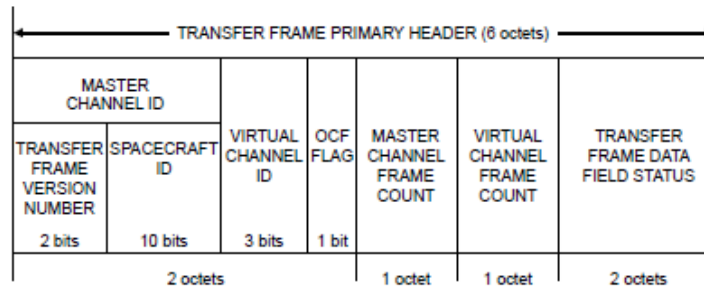 TRANSFER FRAME PRIMARY HEADER (6 octets)
MASTER
CHANNEL ID
TRANSFER
FRAME
VERSION
NUMBER
2 bits
SPACECRAFT
ID
10 bits
VIRTUAL
CHANNEL
ID
3 bits
OCF
FLAG
1 bit
MASTER
CHANNEL
FRAME
COUNT
VIRTUAL
CHANNEL
FRAME
COUNT
TRANSFER
FRAME DATA
FIELD STATUS
2 octets
1 octet
1 octet
2 octets